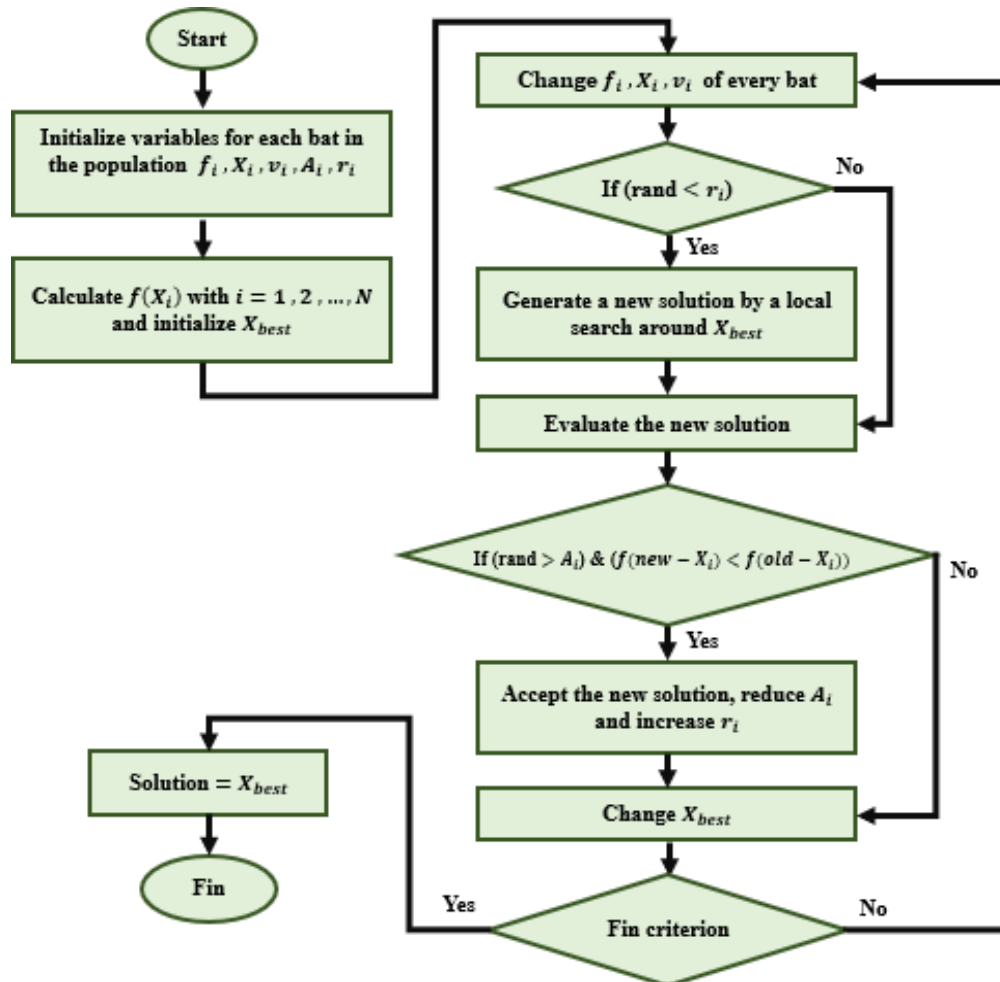 Start
Initialize variables for each bat in
the population f_i , X_i , v_i , A_i , r_i
Calculate f(X_i) with i = 1 , 2 , ..., N
and initialize X_best
Change f_i , X_i , v_i of every bat
If (rand < r_i)
No
Yes
Generate a new solution by a local
search around X_best
Evaluate the new solution
If (rand > A_i) & (f(new − X_i) < f(old − X_i))
No
Yes
Accept the new solution, reduce A_i
and increase r_i
Change X_best
Fin criterion
Yes
No
Solution = X_best
Fin